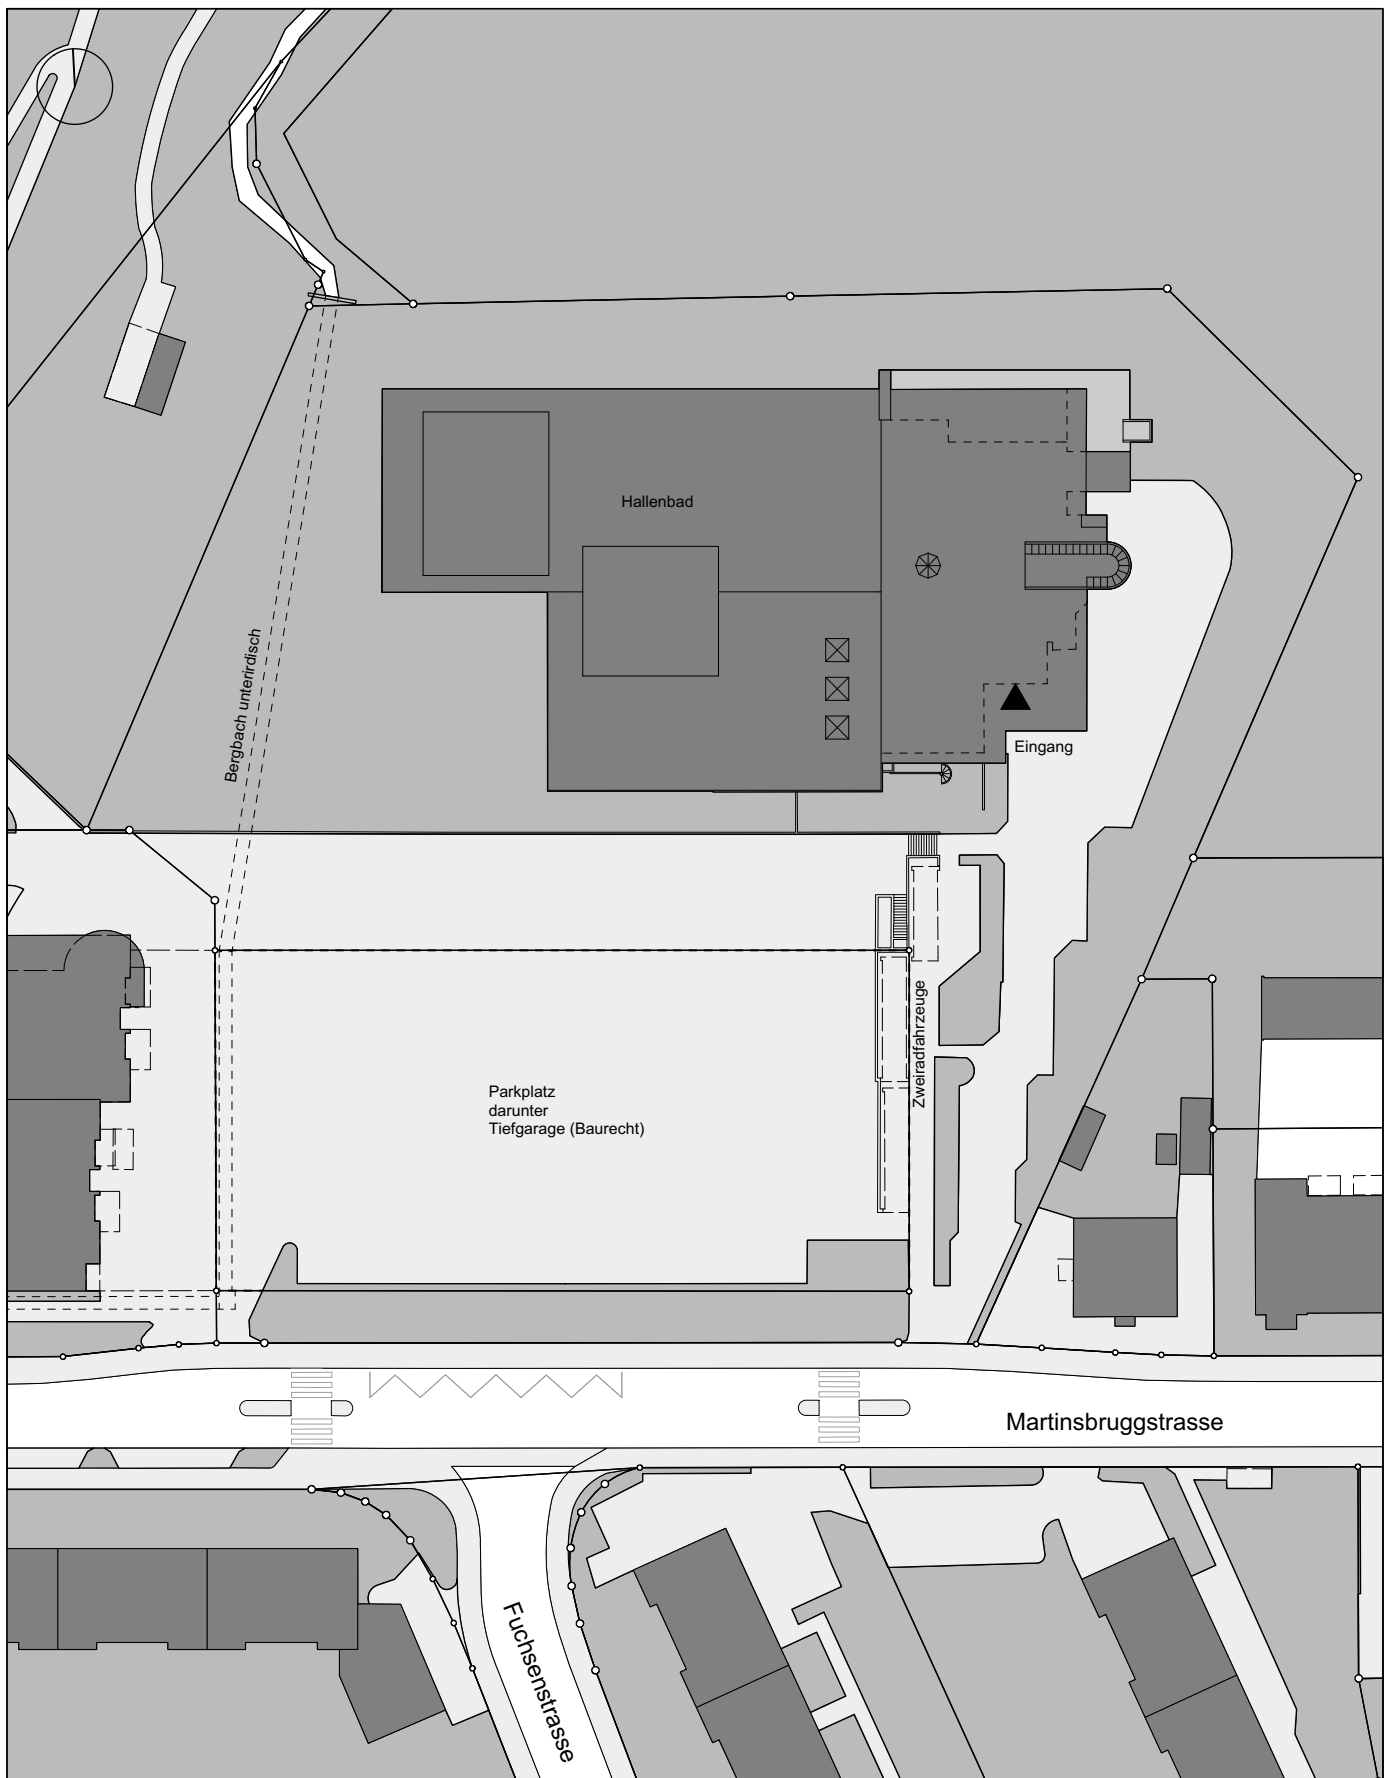 Hallenbad
Bergbach unterirdisch
Eingang
Zweiradfahrzeuge
Parkplatz
darunter
Tiefgarage (Baurecht)
Martinsbruggstrasse
Fuchsenstrasse